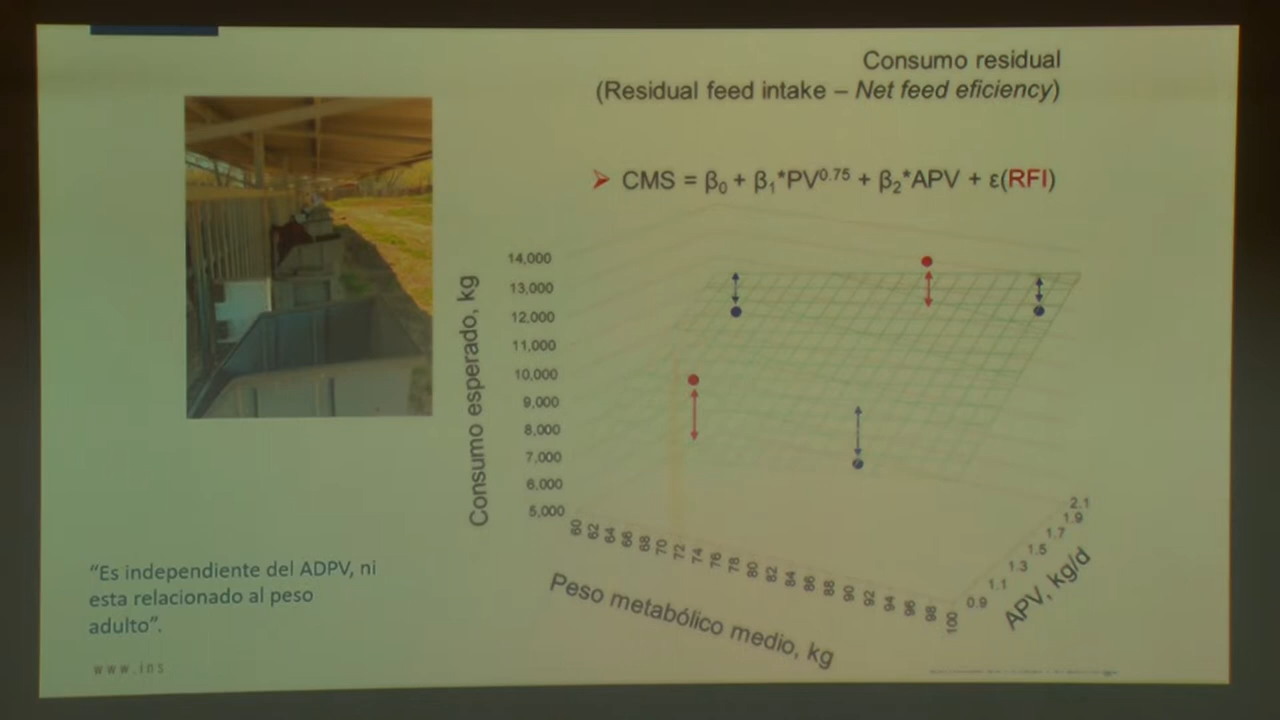 Consumo residual
(Residual feed intake – Net feed eficiency)
➤ CMS = β0 + β1*PV0.75 + β2*APV + ε(RFI)
Consumo esperado, kg
14,000
13,000
12,000
11,000
10,000
9,000
8,000
7,000
6,000
5,000
60 62 64 66 68 70 72 74 76 78 80 82 84 86 88 90 92 94 96 98 100
Peso metabólico medio, kg
0.9 1.1 1.3 1.5 1.7 1.9 2.1
APV, kg/d
“Es independiente del ADPV, ni
esta relacionado al peso
adulto”.
www.ins